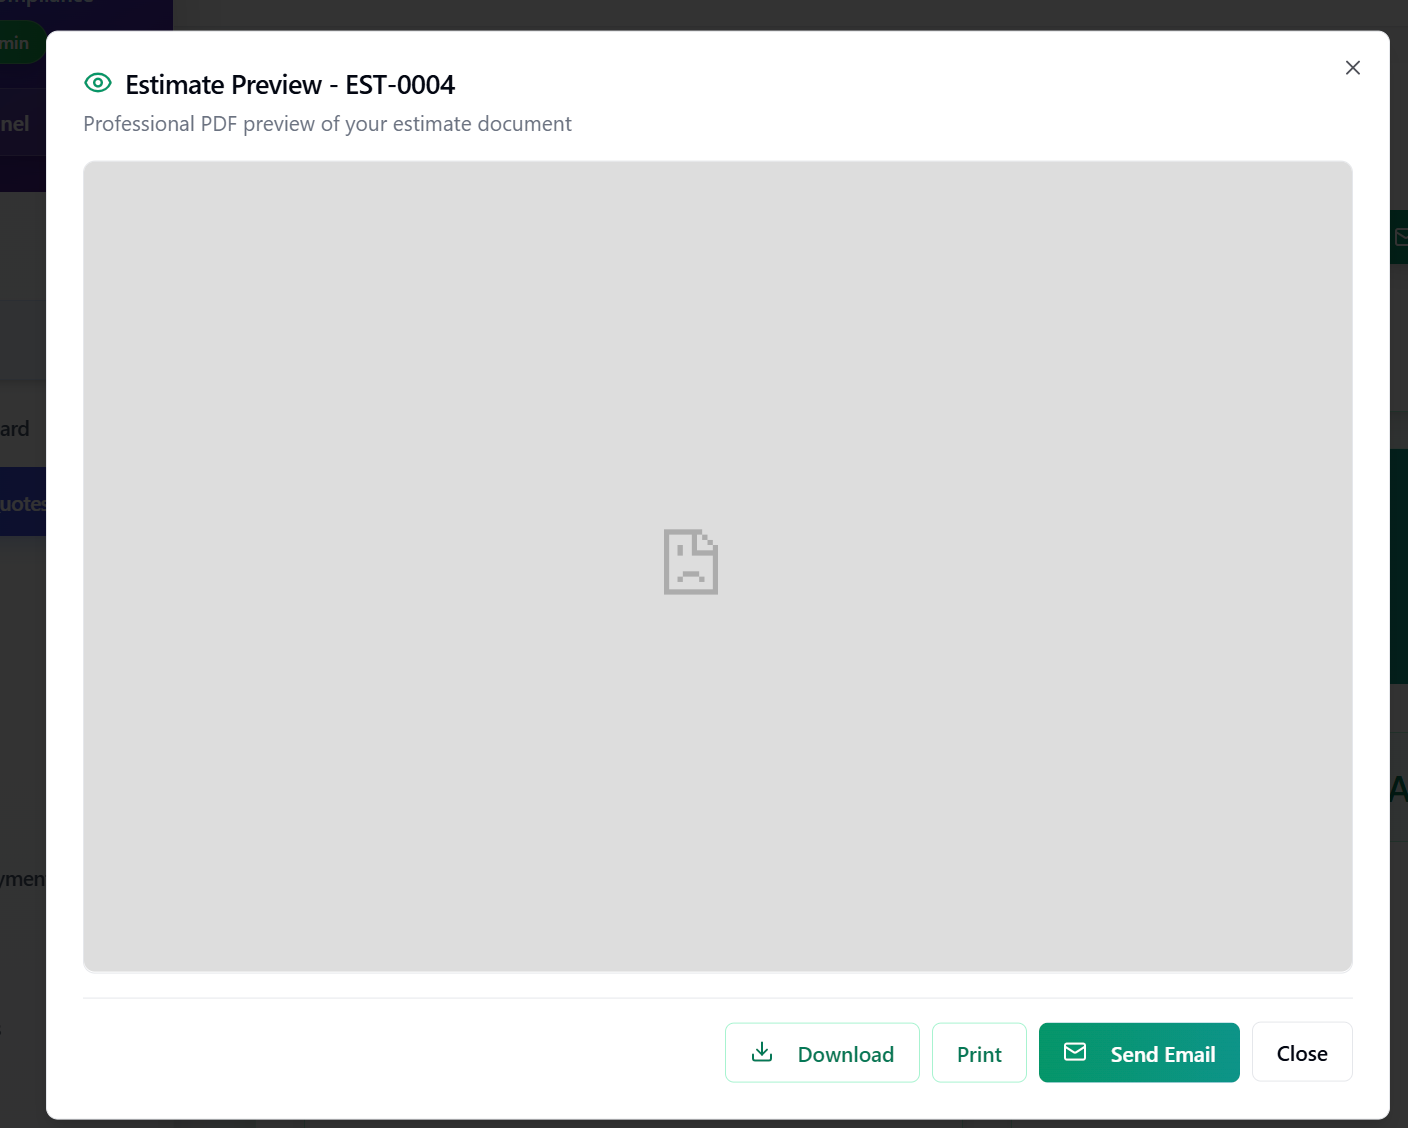 Estimate Preview - EST-0004
Professional PDF preview of your estimate document
Download
Print
Send Email
Close
min
nel
ard
uotes
ymen
A